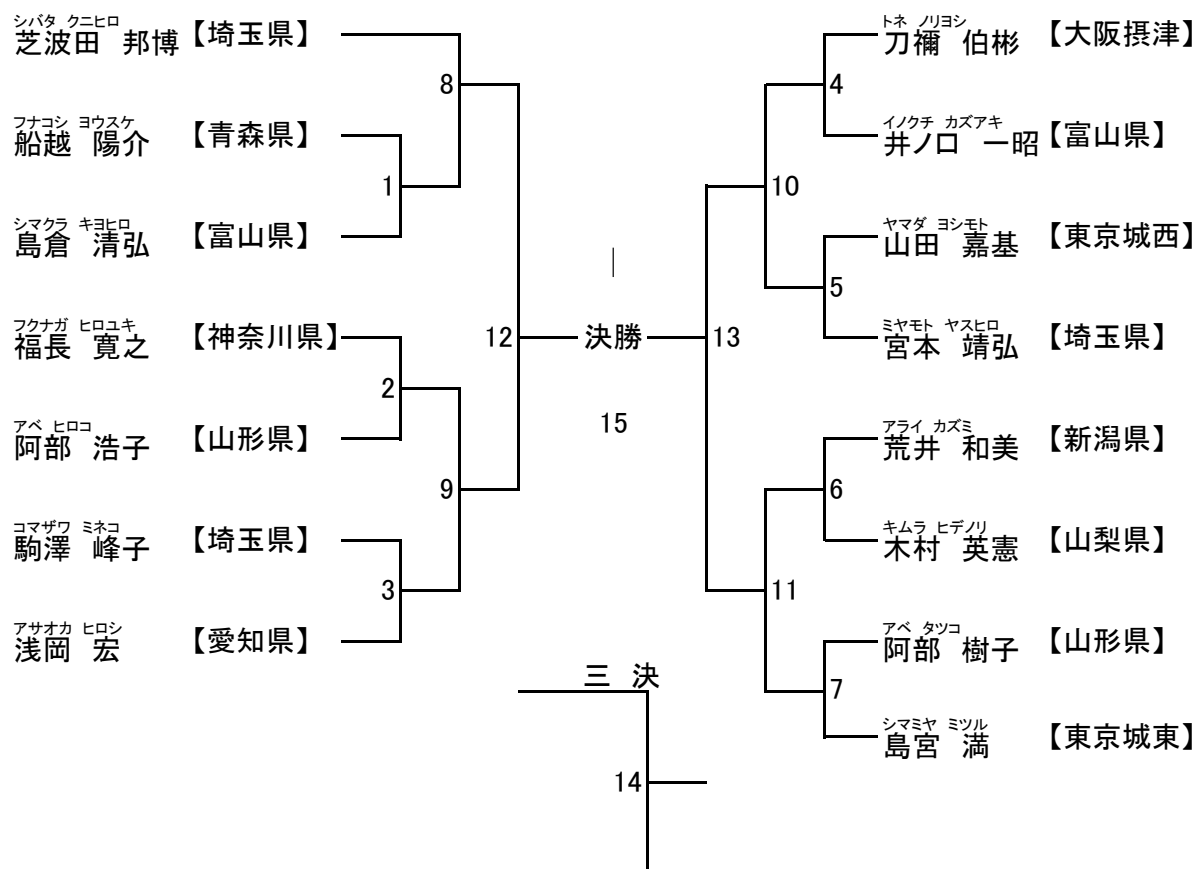 シバタ クニヒロ
芝波田 邦博 【埼玉県】
8
フナコシ ヨウスケ
船越 陽介 【青森県】
1
シマクラ キヨヒロ
島倉 清弘 【富山県】
フクナガ ヒロユキ
福長 寛之 【神奈川県】
2
アベ ヒロコ
阿部 浩子 【山形県】
9
コマザワ ミネコ
駒澤 峰子 【埼玉県】
3
アサオカ ヒロシ
浅岡 宏 【愛知県】
12
|
決勝
15
三 決
14
13
トネ ノリヨシ
刀禰 伯彬 【大阪摂津】
4
イノクチ カズアキ
井ノ口 一昭 【富山県】
10
ヤマダ ヨシモト
山田 嘉基 【東京城西】
5
ミヤモト ヤスヒロ
宮本 靖弘 【埼玉県】
アライ カズミ
荒井 和美 【新潟県】
6
キムラ ヒデノリ
木村 英憲 【山梨県】
11
アベ タツコ
阿部 樹子 【山形県】
7
シマミヤ ミツル
島宮 満 【東京城東】